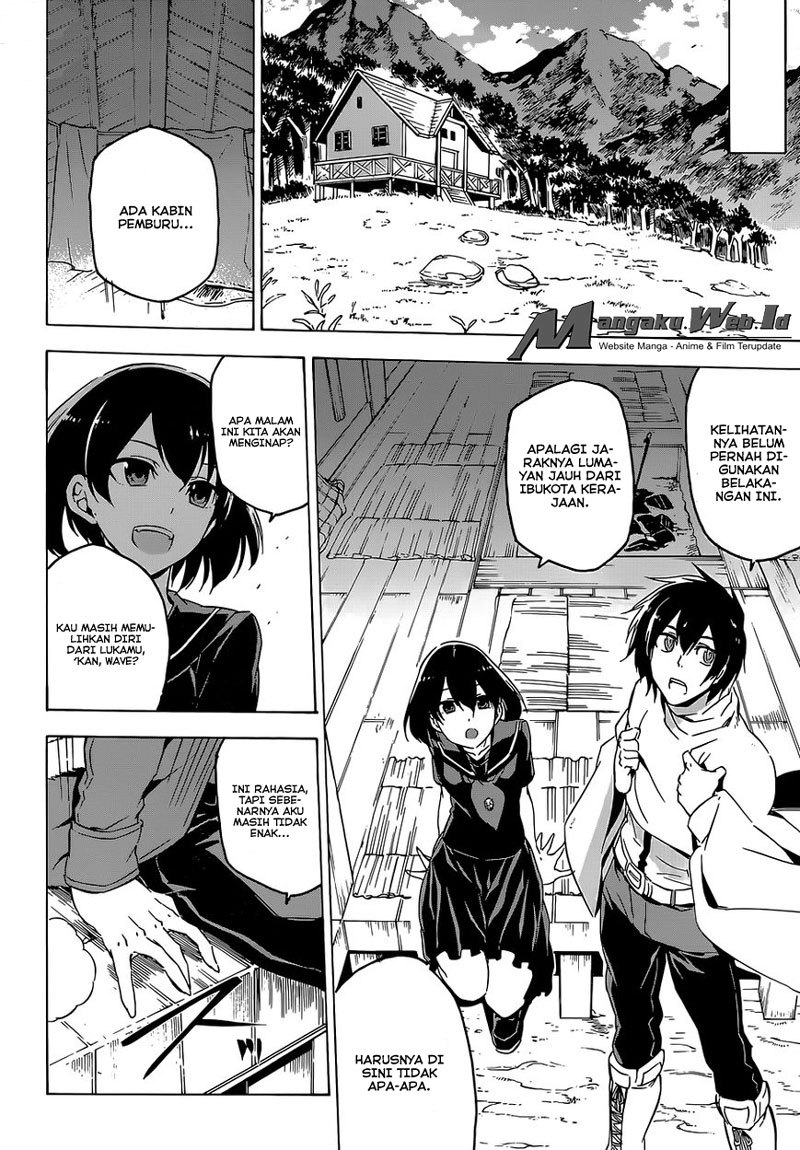 ADA KABIN
PEMBURU...
Mangaku.Web.Id
Website Manga - Anime & Film Terupdate
KELIHATAN-
NYA BELUM
PERNAH DI-
GUNAKAN
BELAKA-
NGAN INI.
APALAGI JA-
RAKNYA LUMA-
YAN JAUH DARI
IBUKOTA KERA-
JAAN.
APA MALAM
INI KITA AKAN
MENGINAP?
KAU MASIH MEMU-
LIHKAN DIRI
DARI LUKAMU,
'KAN, WAVE?
INI RAHASIA,
TAPI SEBE-
NARNYA AKU
MASIH TIDAK
ENAK...
HARUSNYA DI
SINI TIDAK
APA-APA.